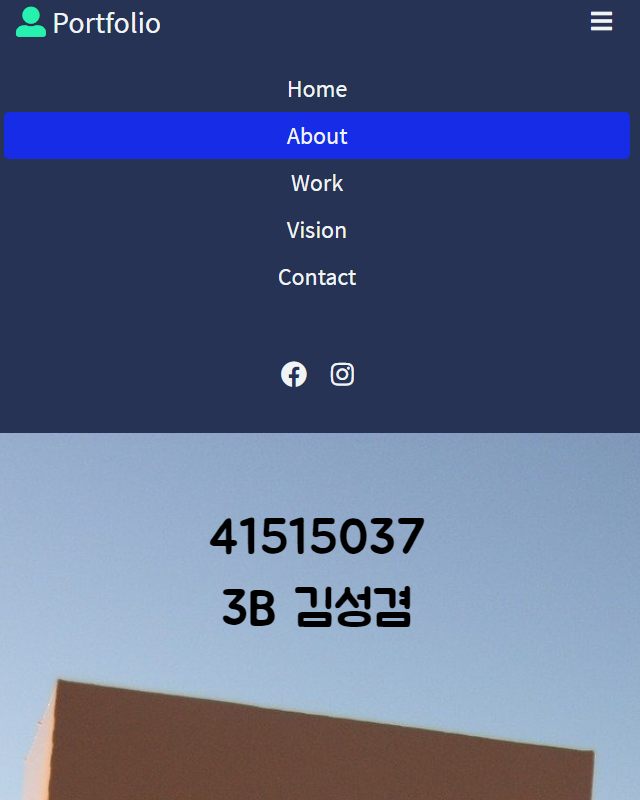 Portfolio
Home
About
Work
Vision
Contact
41515037
3B 김성겸